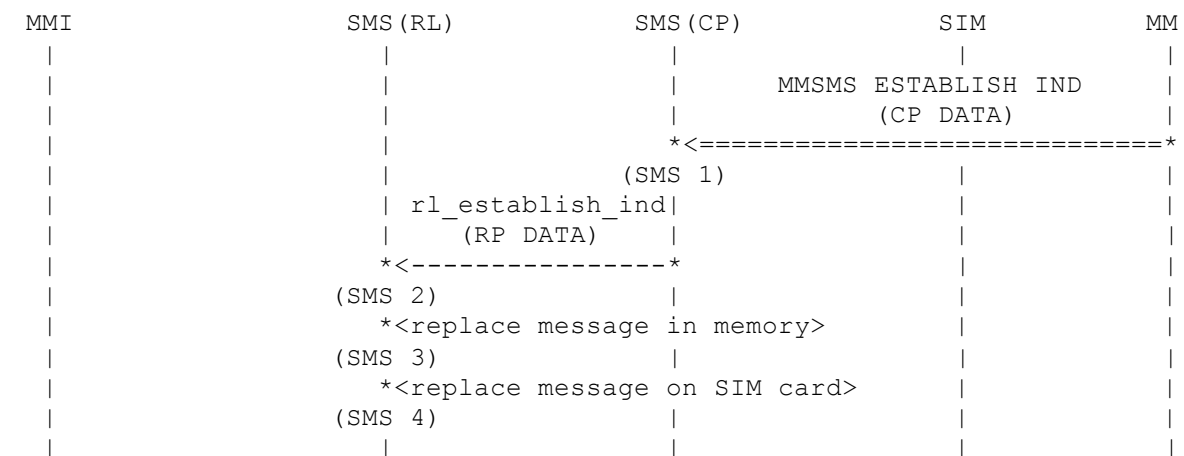 MMI SMS(RL) SMS(CP) SIM MM
| | | | |
| | | MMSMS ESTABLISH IND |
| | | (CP DATA) |
| | *<=============================*
| | (SMS 1) | |
| | rl_establish_ind| | |
| | (RP DATA) | | |
| *<----------------* | |
| (SMS 2) | | |
| *<replace message in memory> | |
| (SMS 3) | | |
| *<replace message on SIM card> | |
| (SMS 4) | | |
| | | | |